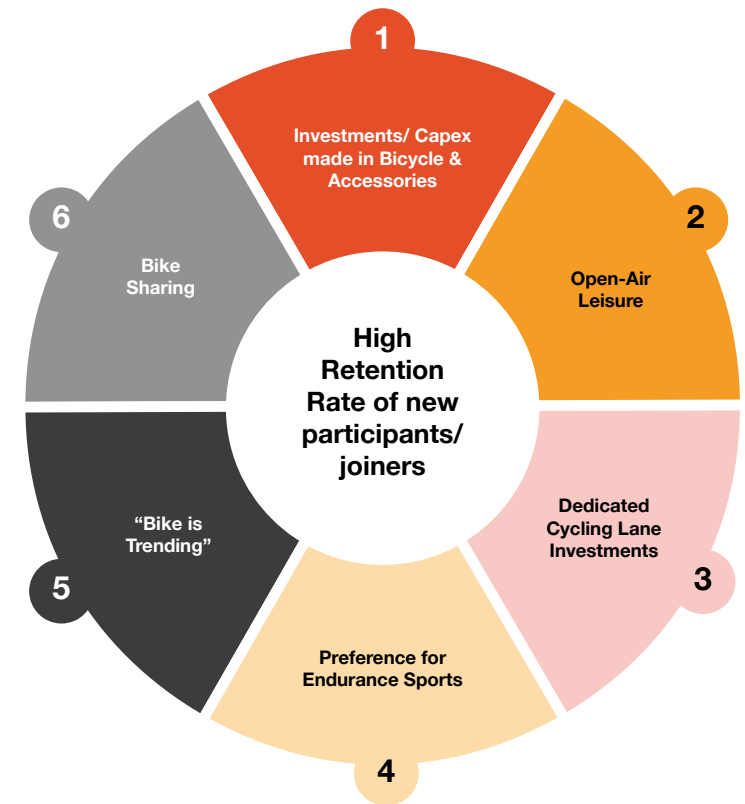 1
Investments/ Capex
made in Bicycle &
Accessories
2
Open-Air
Leisure
3
Dedicated
Cycling Lane
Investments
4
Preference for
Endurance Sports
5
“Bike is
Trending”
6
Bike
Sharing
High
Retention
Rate of new
participants/
joiners